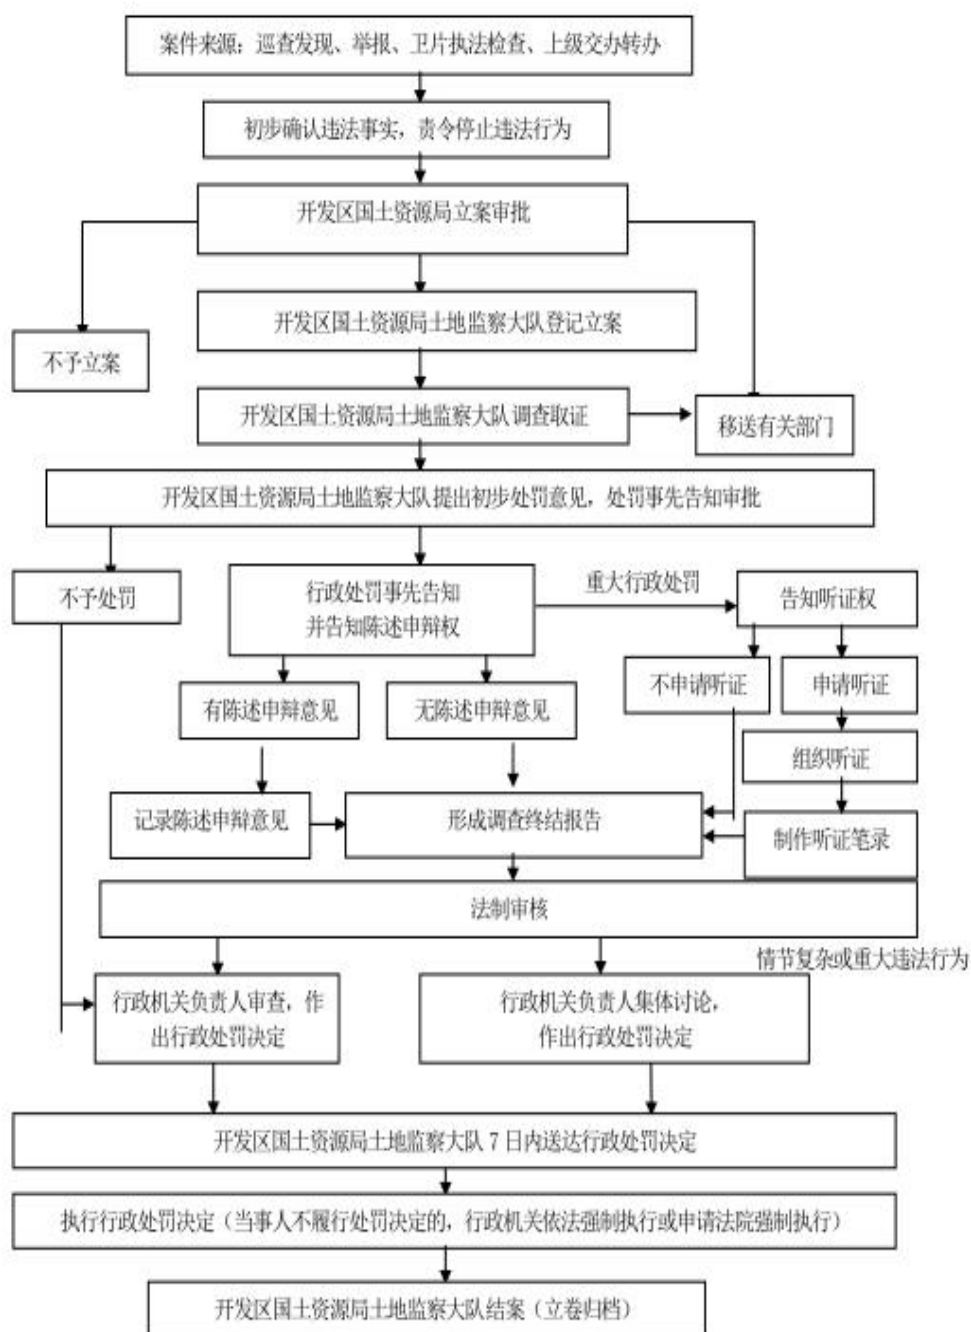 案件来源：巡查发现、举报、卫片执法检查、上级交办转办
初步确认违法事实，责令停止违法行为
开发区国土资源局立案审批
开发区国土资源局土地监察大队登记立案
不予立案
开发区国土资源局土地监察大队调查取证
移送有关部门
开发区国土资源局土地监察大队提出初步处罚意见，处罚事先告知审批
不予处罚
行政处罚事先告知
并告知陈述申辩权
重大行政处罚
告知听证权
有陈述申辩意见
无陈述申辩意见
不申请听证
申请听证
组织听证
记录陈述申辩意见
形成调查终结报告
制作听证笔录
法制审核
情节复杂或重大违法行为
行政机关负责人审查，作
出行政处罚决定
行政机关负责人集体讨论，
作出行政处罚决定
开发区国土资源局土地监察大队 7 日内送达行政处罚决定
执行行政处罚决定（当事人不履行处罚决定的，行政机关依法强制执行或申请法院强制执行）
开发区国土资源局土地监察大队结案（立卷归档）